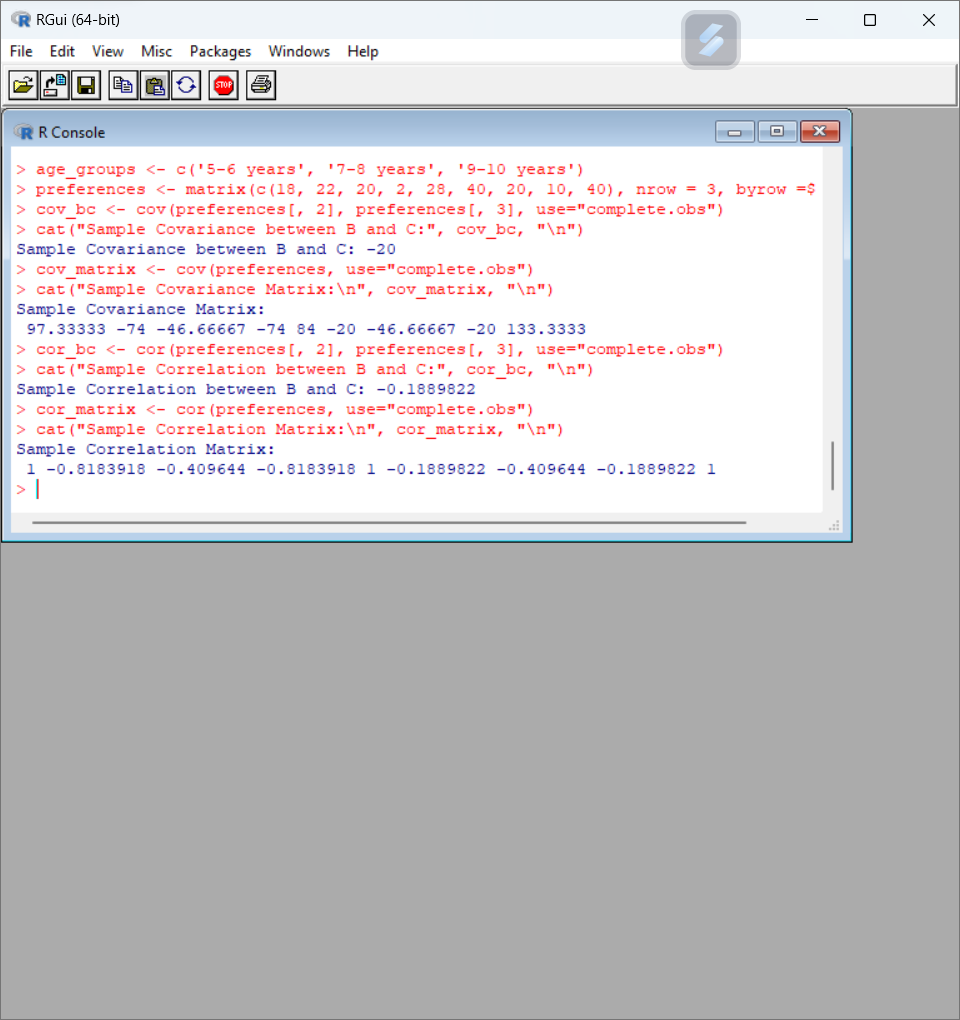 RGui (64-bit)
File Edit View Misc Packages Windows Help
STOP
R Console
> age_groups <- c('5-6 years', '7-8 years', '9-10 years')
> preferences <- matrix(c(18, 22, 20, 2, 28, 40, 20, 10, 40), nrow = 3, byrow =$
> cov_bc <- cov(preferences[, 2], preferences[, 3], use="complete.obs")
> cat("Sample Covariance between B and C:", cov_bc, "\n")
Sample Covariance between B and C: -20
> cov_matrix <- cov(preferences, use="complete.obs")
> cat("Sample Covariance Matrix:\n", cov_matrix, "\n")
Sample Covariance Matrix:
 97.33333 -74 -46.66667 -74 84 -20 -46.66667 -20 133.3333
> cor_bc <- cor(preferences[, 2], preferences[, 3], use="complete.obs")
> cat("Sample Correlation between B and C:", cor_bc, "\n")
Sample Correlation between B and C: -0.1889822
> cor_matrix <- cor(preferences, use="complete.obs")
> cat("Sample Correlation Matrix:\n", cor_matrix, "\n")
Sample Correlation Matrix:
 1 -0.8183918 -0.409644 -0.8183918 1 -0.1889822 -0.409644 -0.1889822 1
>